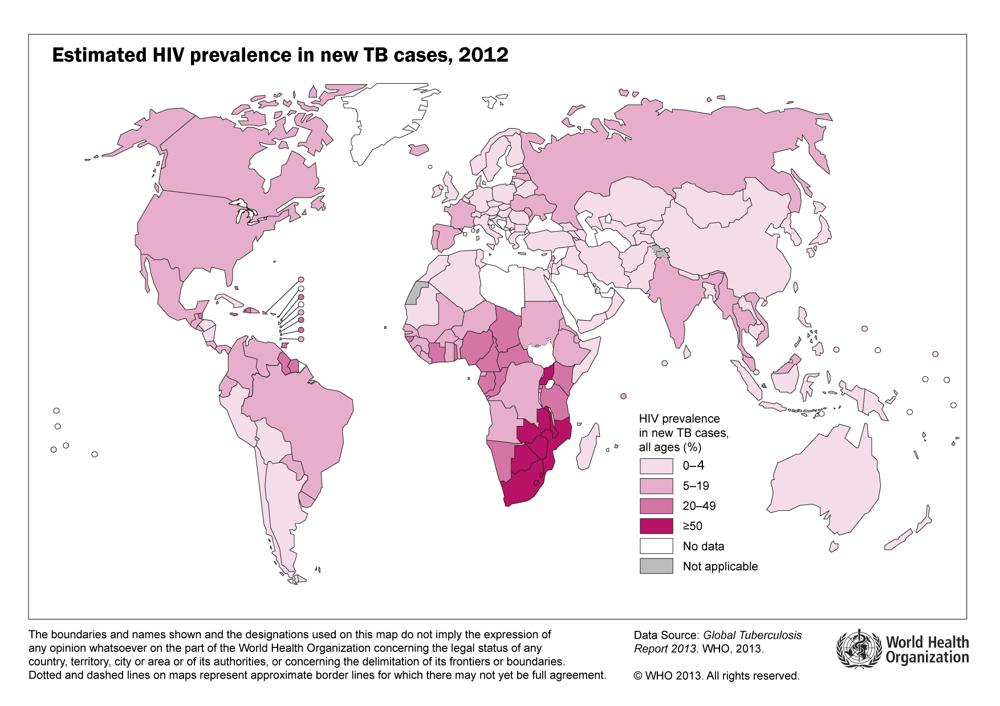 Estimated HIV prevalence in new TB cases, 2012
HIV prevalence
in new TB cases,
all ages (%)
0–4
5–19
20–49
≥50
No data
Not applicable
The boundaries and names shown and the designations used on this map do not imply the expression of
any opinion whatsoever on the part of the World Health Organization concerning the legal status of any
country, territory, city or area or of its authorities, or concerning the delimitation of its frontiers or boundaries.
Dotted and dashed lines on maps represent approximate border lines for which there may not yet be full agreement.
Data Source: Global Tuberculosis
Report 2013. WHO, 2013.
© WHO 2013. All rights reserved.
World Health
Organization